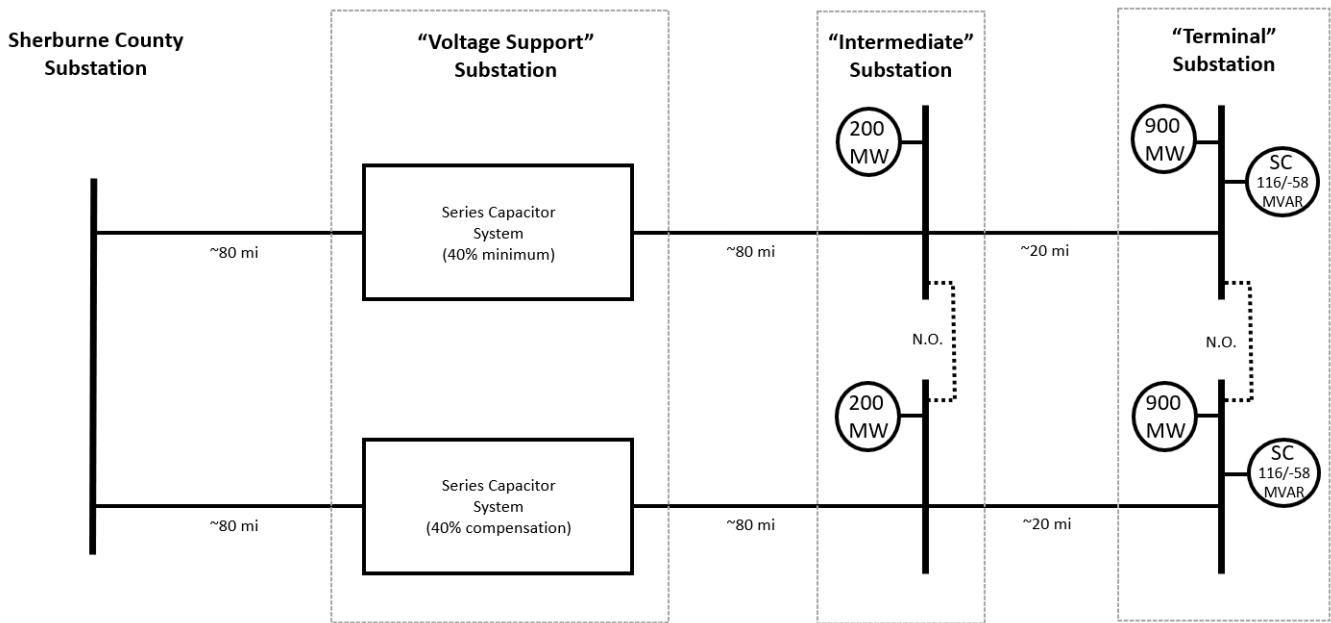 Sherburne County
Substation
“Voltage Support”
Substation
“Intermediate”
Substation
“Terminal”
Substation
200
MW
900
MW
SC
116/-58
MVAR
Series Capacitor
System
(40% minimum)
~80 mi
~80 mi
~20 mi
N.O.
N.O.
200
MW
900
MW
SC
116/-58
MVAR
Series Capacitor
System
(40% compensation)
~80 mi
~80 mi
~20 mi